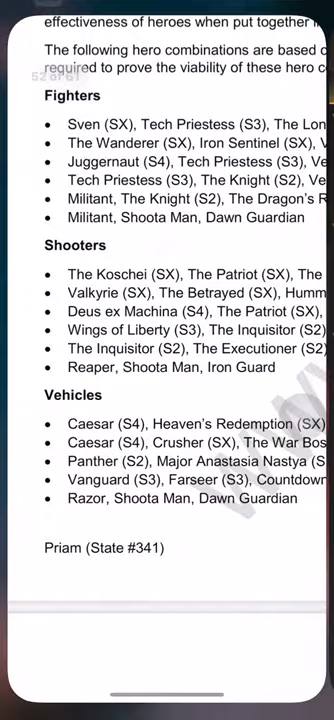 effectiveness of heroes when put together
The following hero combinations are based
required to prove the viability of these hero
52 of 61
Fighters
• Sven (SX), Tech Priestess (S3), The
• The Wanderer (SX), Iron Sentinel (SX),
• Juggernaut (S4), Tech Priestess (S3),
• Tech Priestess (S3), The Knight (S2),
• Militant, The Knight (S2), The Dragon's
• Militant, Shoota Man, Dawn Guardian
Shooters
• The Koschei (SX), The Patriot (SX), The
• Valkyrie (SX), The Betrayed (SX),
• Deus ex Machina (S4), The Patriot (SX),
• Wings of Liberty (S3), The Inquisitor (S2)
• The Inquisitor (S2), The Executioner (S2)
• Reaper, Shoota Man, Iron Guard
Vehicles
• Caesar (S4), Heaven's Redemption (SX)
• Caesar (S4), Crusher (SX), The War
• Panther (S2), Major Anastasia Nastya
• Vanguard (S3), Farseer (S3), Countdown
• Razor, Shoota Man, Dawn Guardian
Priam (State #341)